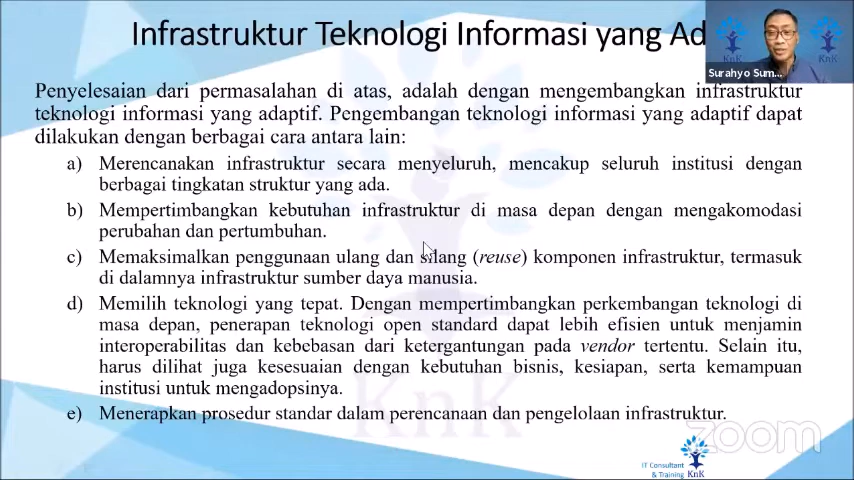 Infrastruktur Teknologi Informasi yang Ad
KnK
KnK
Surahyo Sum...
Penyelesaian dari permasalahan di atas, adalah dengan mengembangkan infrastruktur
teknologi informasi yang adaptif. Pengembangan teknologi informasi yang adaptif dapat
dilakukan dengan berbagai cara antara lain:
a) Merencanakan infrastruktur secara menyeluruh, mencakup seluruh institusi dengan
berbagai tingkatan struktur yang ada.
b) Mempertimbangkan kebutuhan infrastruktur di masa depan dengan mengakomodasi
perubahan dan pertumbuhan.
c) Memaksimalkan penggunaan ulang dan silang (reuse) komponen infrastruktur, termasuk
di dalamnya infrastruktur sumber daya manusia.
d) Memilih teknologi yang tepat. Dengan mempertimbangkan perkembangan teknologi di
masa depan, penerapan teknologi open standard dapat lebih efisien untuk menjamin
interoperabilitas dan kebebasan dari ketergantungan pada vendor tertentu. Selain itu,
harus dilihat juga kesesuaian dengan kebutuhan bisnis, kesiapan, serta kemampuan
institusi untuk mengadopsinya.
e) Menerapkan prosedur standar dalam perencanaan dan pengelolaan infrastruktur.
KnK
zoom
IT Consultant
& Training KnK